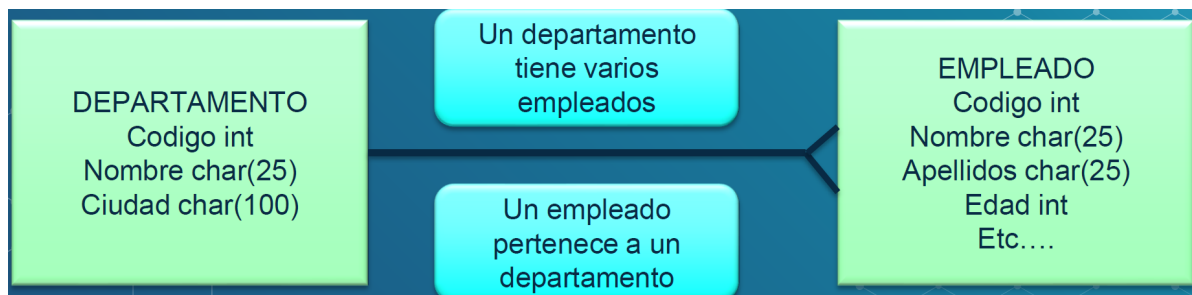 DEPARTAMENTO
Codigo int
Nombre char(25)
Ciudad char(100)
Un departamento
tiene varios
empleados
Un empleado
pertenece a un
departamento
EMPLEADO
Codigo int
Nombre char(25)
Apellidos char(25)
Edad int
Etc....